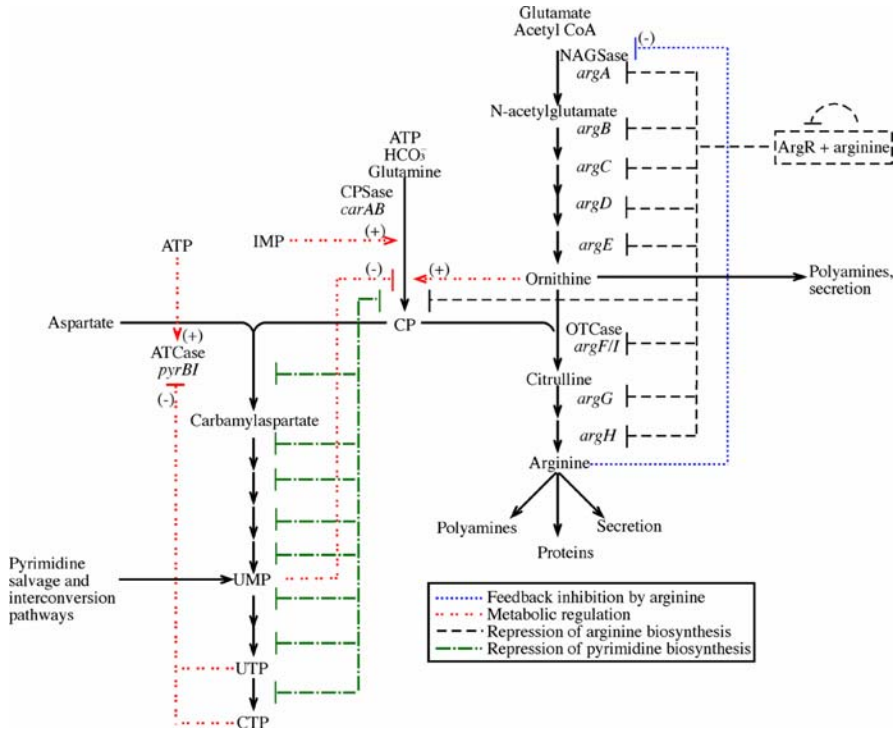 Glutamate
Acetyl CoA
NAGSase
(-)
argA
N-acetylglutamate
argB
argC
argD
argE
ArgR + arginine
ATP
HCO₃⁻
Glutamine
CPSase
carAB
IMP
(+)
ATP
(-)
(+)
Ornithine
Polyamines,
secretion
Aspartate
(+)
CP
ATCase
pyrBI
(-)
OTCase
argF/I
Citrulline
argG
argH
Carbamylaspartate
Arginine
Polyamines
Secretion
Proteins
Pyrimidine
salvage and
interconversion
pathways
UMP
UTP
CTP
Feedback inhibition by arginine
Metabolic regulation
Repression of arginine biosynthesis
Repression of pyrimidine biosynthesis